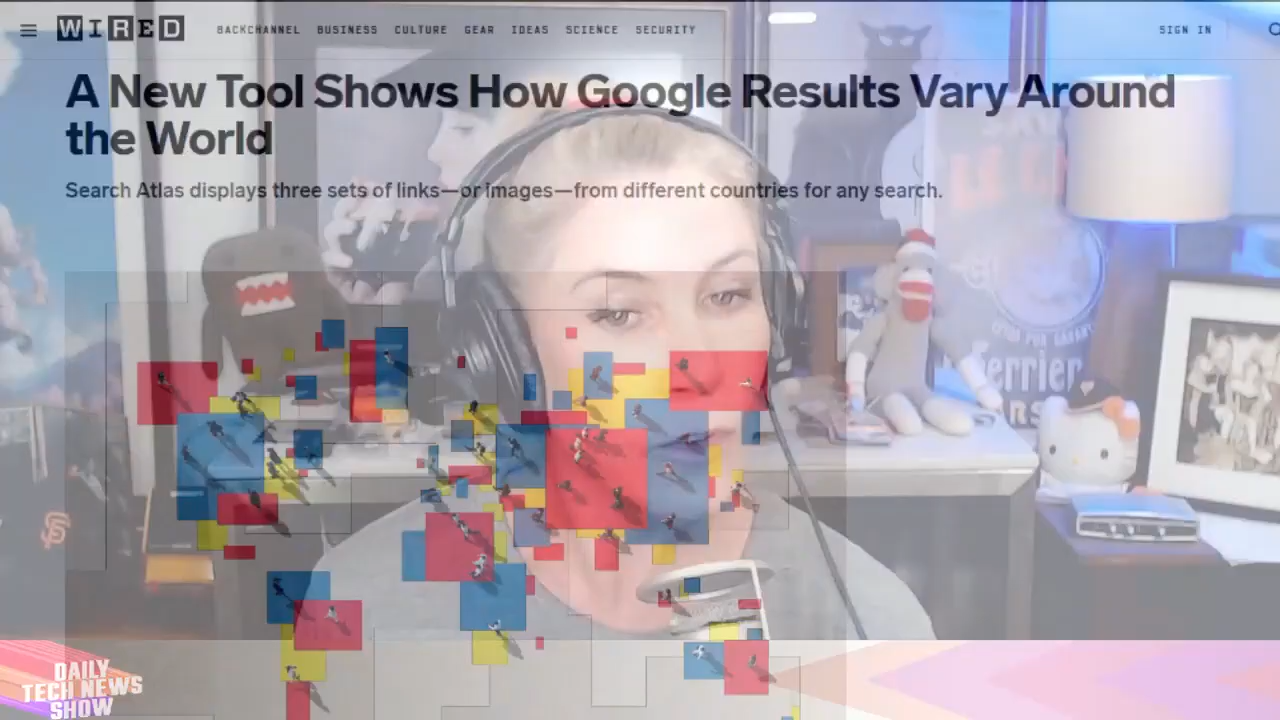 WIRED
BACKCHANNEL BUSINESS CULTURE GEAR IDEAS SCIENCE SECURITY
SIGN IN
A New Tool Shows How Google Results Vary Around
the World
Search Atlas displays three sets of links—or images—from different countries for any search.
DAILY
TECH NEWS
SHOW